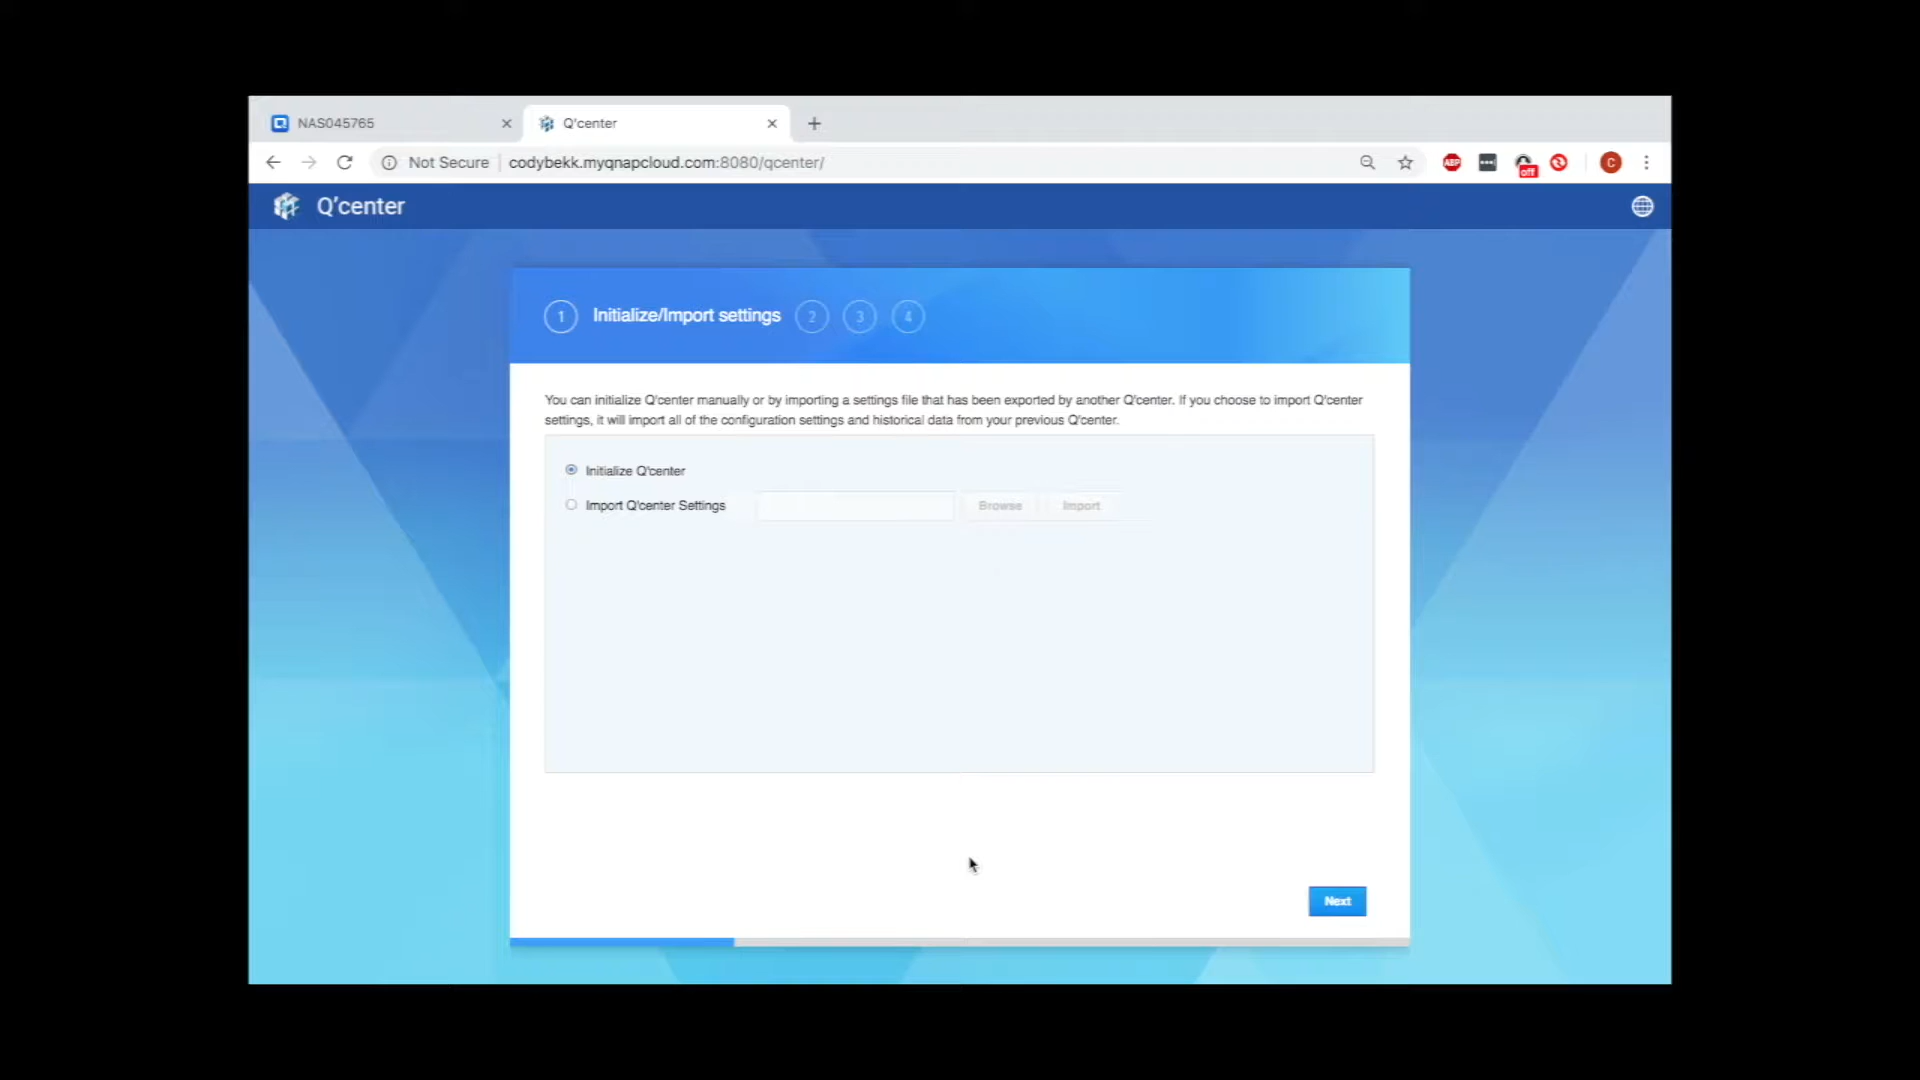 NAS045765
Q'center
Not Secure codybekk.myqnapcloud.com:8080/qcenter/
ABP
off
C
Q'center
1 Initialize/Import settings 2 3 4
You can initialize Q'center manually or by importing a settings file that has been exported by another Q'center. If you choose to import Q'center
settings, it will import all of the configuration settings and historical data from your previous Q'center.
Initialize Q'center
Import Q'center Settings Browse Import
Next